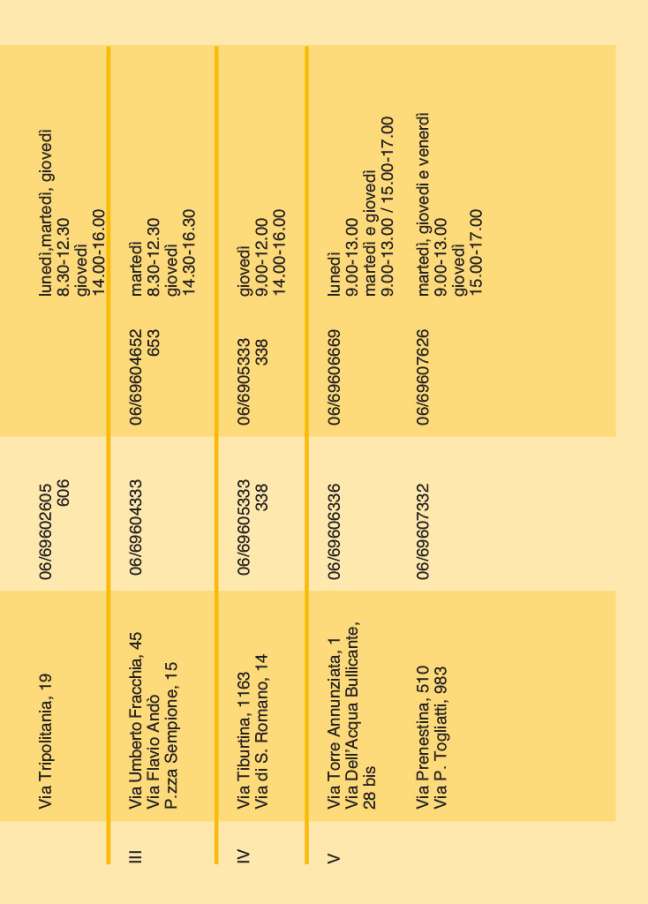 Via Tripolitania, 19
06/69602605
606
lunedì,martedì, giovedì
8.30-12.30
giovedì
14.00-16.00
III
Via Umberto Fracchia, 45
Via Flavio Andò
P.zza Sempione, 15
06/69604333
06/69604652
653
martedì
8.30-12.30
giovedì
14.30-16.30
IV
Via Tiburtina, 1163
Via di S. Romano, 14
06/69605333
338
06/6905333
338
giovedì
9.00-12.00
14.00-16.00
V
Via Torre Annunziata, 1
Via Dell'Acqua Bullicante,
28 bis
06/69606336
06/69606669
lunedì
9.00-13.00
martedì e giovedì
9.00-13.00 / 15.00-17.00
Via Prenestina, 510
Via P. Togliatti, 983
06/69607332
06/69607626
martedì, giovedì e venerdì
9.00-13.00
giovedì
15.00-17.00